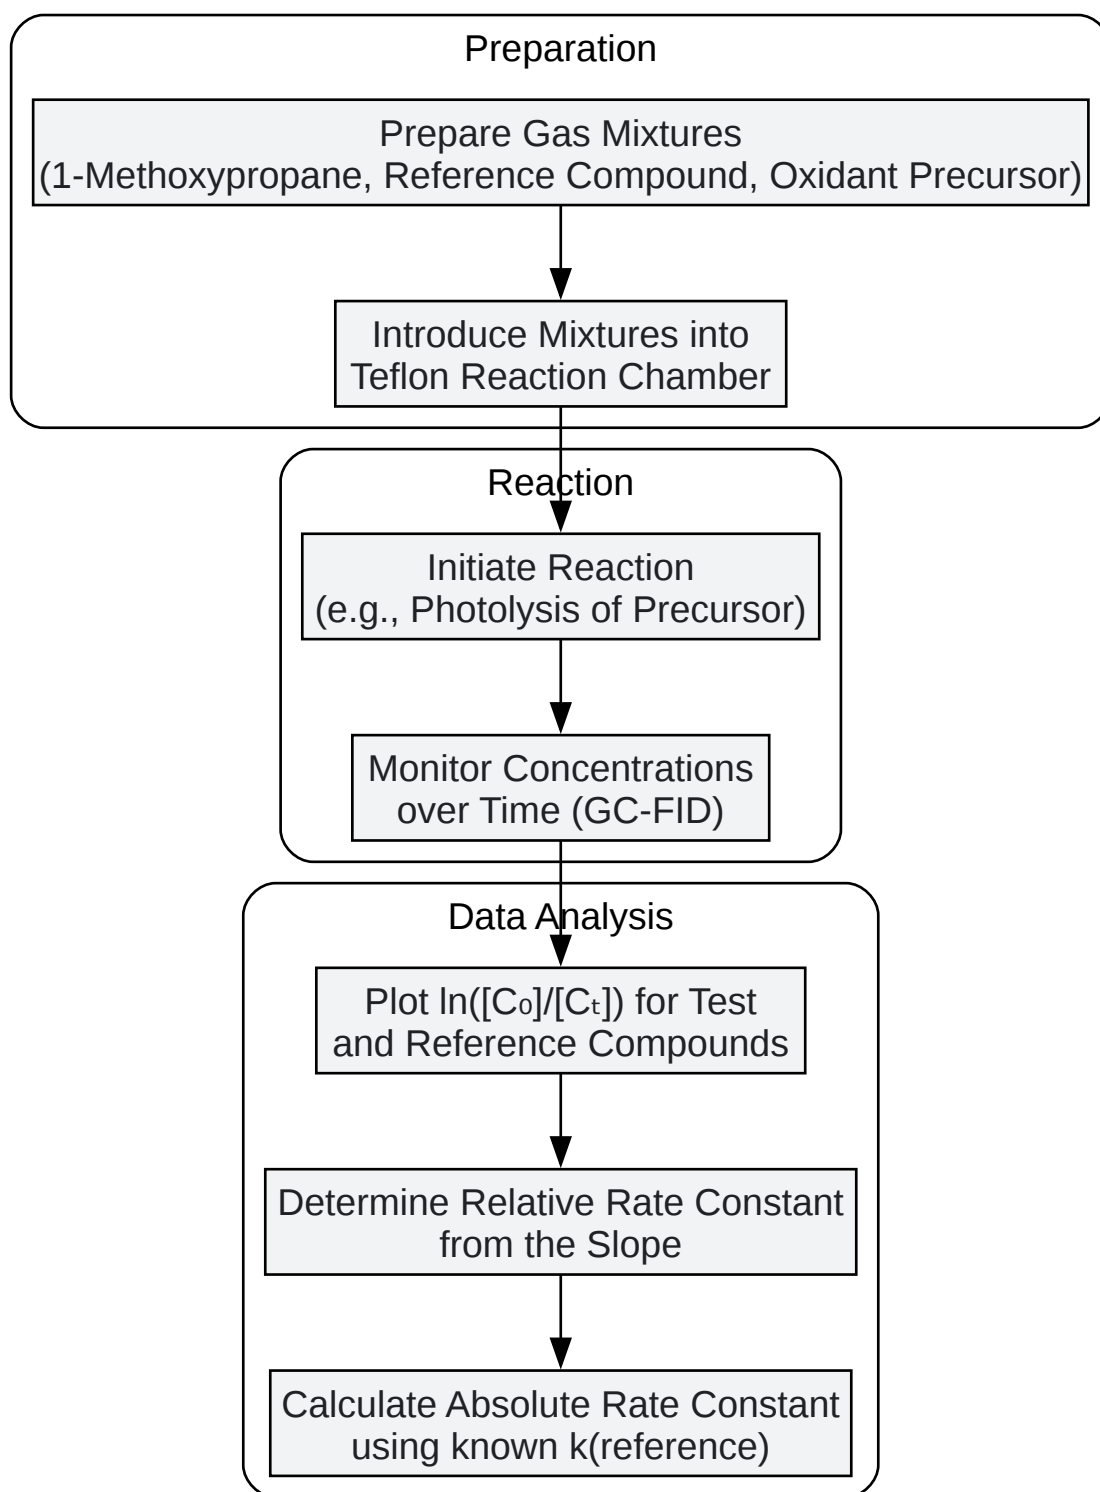 Preparation
Prepare Gas Mixtures
(1-Methoxypropane, Reference Compound, Oxidant Precursor)
Introduce Mixtures into
Teflon Reaction Chamber
Reaction
Initiate Reaction
(e.g., Photolysis of Precursor)
Monitor Concentrations
over Time (GC-FID)
Data Analysis
Plot ln([C₀]/[Cₜ]) for Test
and Reference Compounds
Determine Relative Rate Constant
from the Slope
Calculate Absolute Rate Constant
using known k(reference)